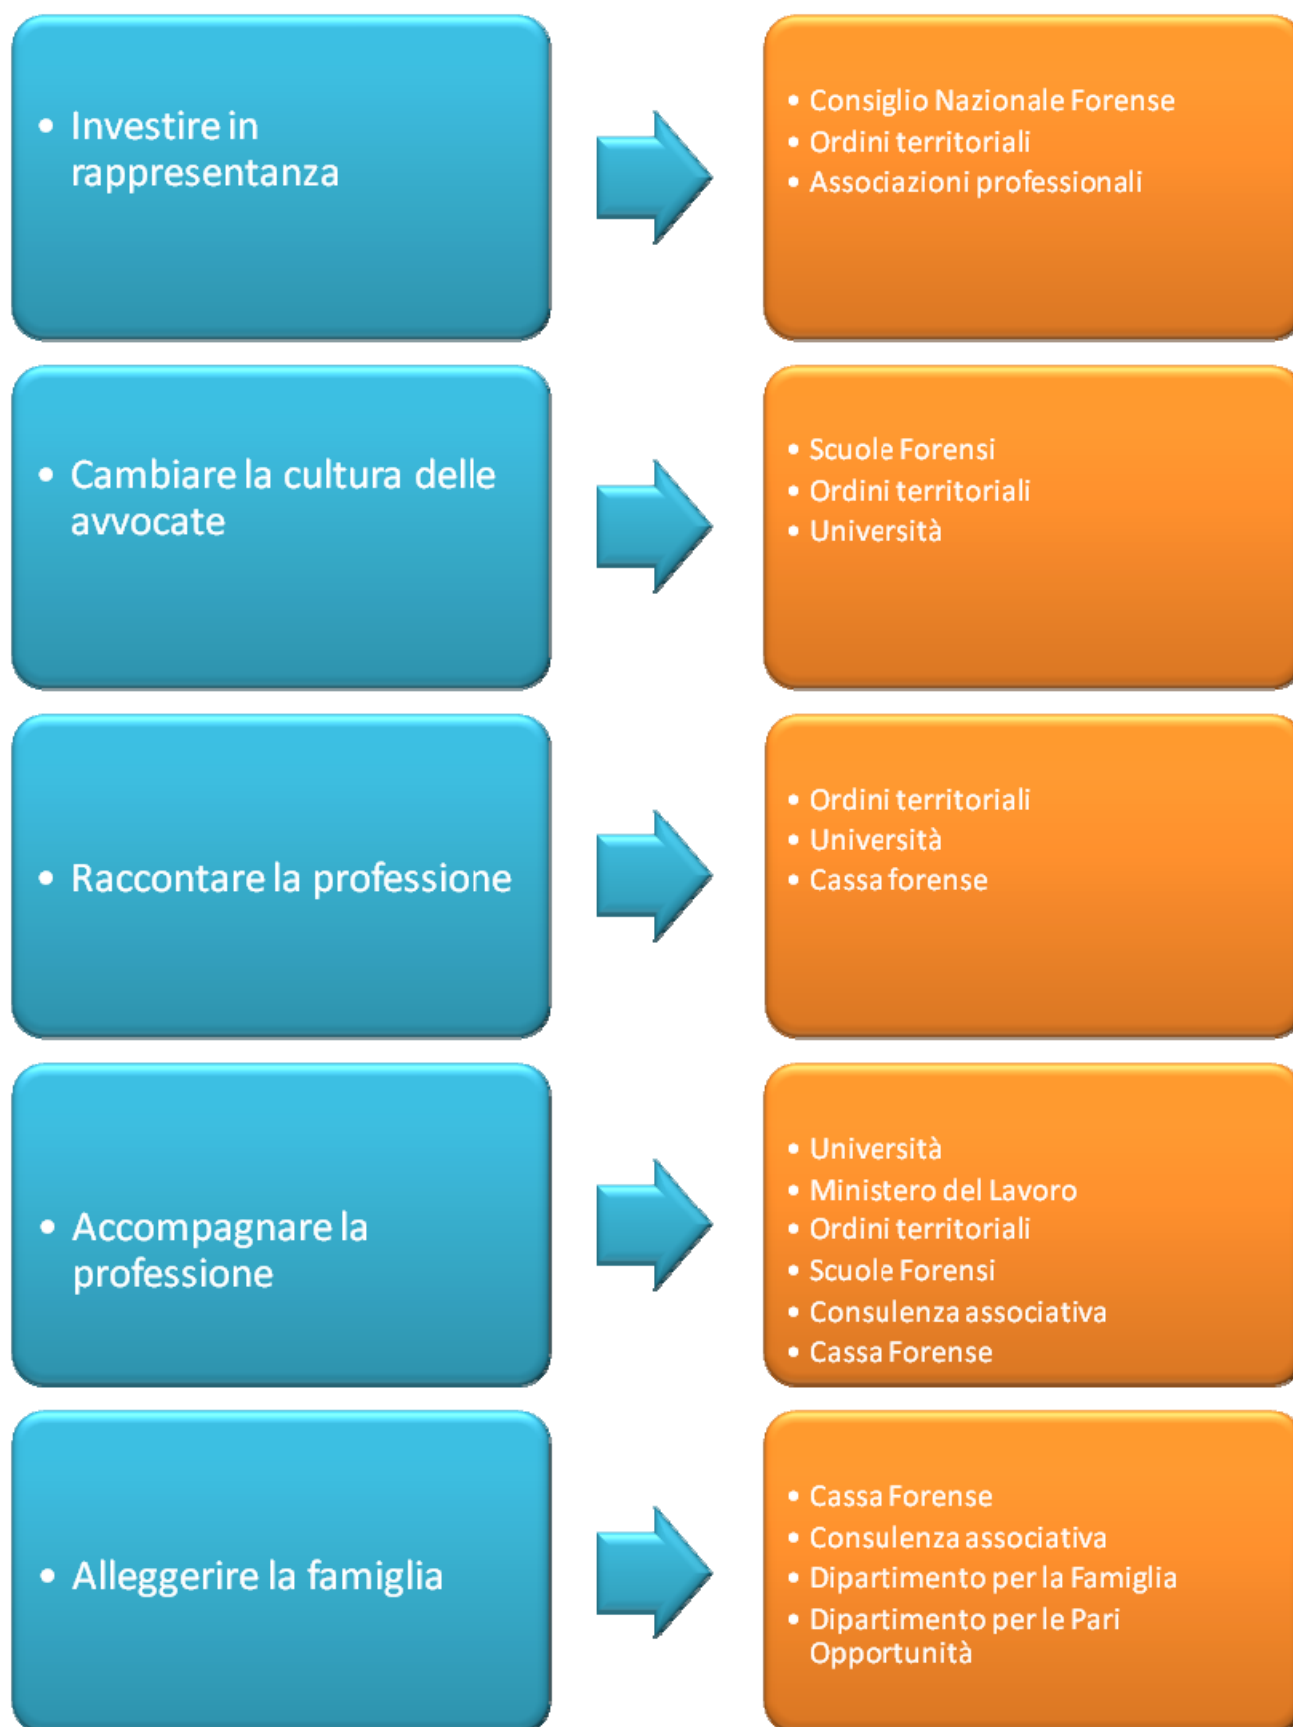 • Investire in
rappresentanza
• Consiglio Nazionale Forense
• Ordini territoriali
• Associazioni professionali
• Cambiare la cultura delle
avvocate
• Scuole Forensi
• Ordini territoriali
• Università
• Raccontare la professione
• Ordini territoriali
• Università
• Cassa forense
• Accompagnare la
professione
• Università
• Ministero del Lavoro
• Ordini territoriali
• Scuole Forensi
• Consulenza associativa
• Cassa Forense
• Alleggerire la famiglia
• Cassa Forense
• Consulenza associativa
• Dipartimento per la Famiglia
• Dipartimento per le Pari
Opportunità